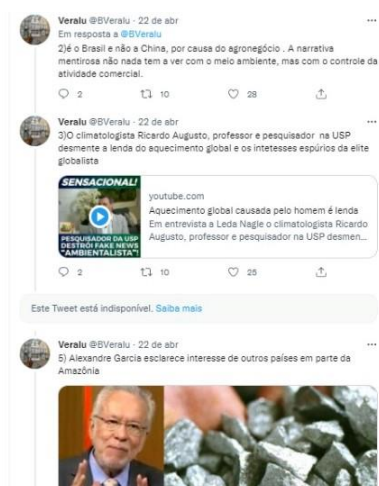 Veralu @BVeralu · 22 de abr
Em resposta a @BVeralu
2)é o Brasil e não a China, por causa do agronegócio . A narrativa
mentirosa não nada tem a ver com o meio ambiente, mas com o controle da
atividade comercial.
2 10 28
Veralu @BVeralu · 22 de abr
3)O climatologista Ricardo Augusto, professor e pesquisador na USP
desmente a lenda do aquecimento global e os intetesses espúrios da elite
globalista
SENSACIONAL!
PESQUISADOR DA USP
DESTRÓI FAKE NEWS
"AMBIENTALISTA"!
youtube.com
Aquecimento global causada pelo homem é lenda
Em entrevista a Leda Nagle o climatologista Ricardo
Augusto, professor e pesquisador na USP desmen...
2 10 25
Este Tweet está indisponível. Saiba mais
Veralu @BVeralu · 22 de abr
5) Alexandre Garcia esclarece interesse de outros países em parte da
Amazônia